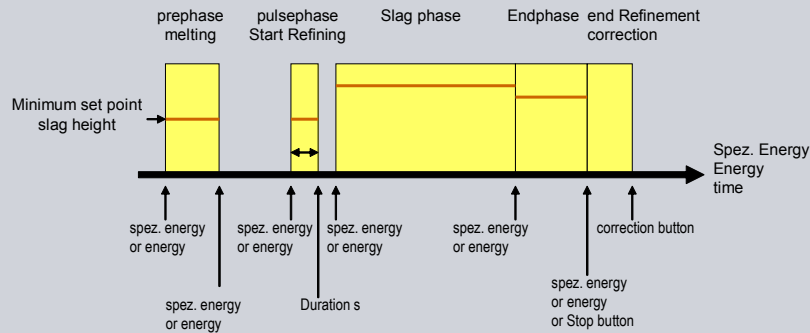 prephase
melting
pulsephase
Start Refining
Slag phase
Endphase
end Refinement
correction
Minimum set point
slag height
Spez. Energy
Energy
time
spez. energy
or energy
spez. energy
or energy
spez. energy
or energy
Duration s
spez. energy
or energy
spez. energy
or energy
spez. energy
or energy
or Stop button
correction button